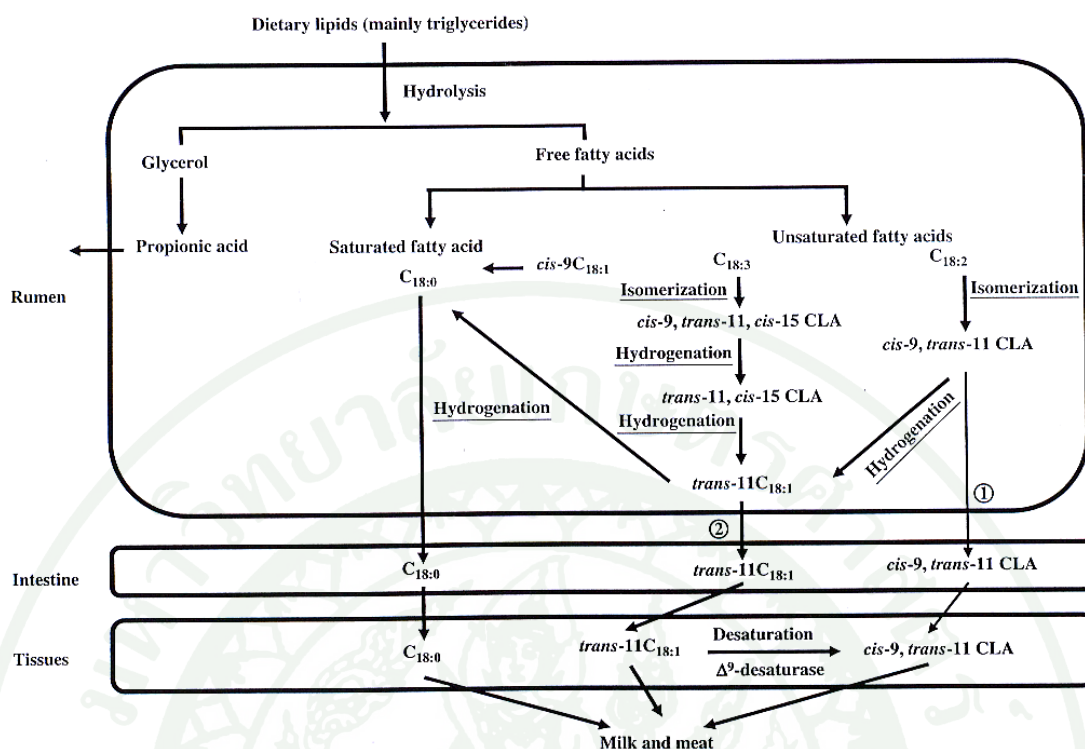 Dietary lipids (mainly triglycerides)
Hydrolysis
Glycerol
Free fatty acids
Propionic acid
Saturated fatty acid
Unsaturated fatty acids
C18:0
cis-9C18:1
C18:3
C18:2
Rumen
Isomerization
Isomerization
cis-9, trans-11, cis-15 CLA
cis-9, trans-11 CLA
Hydrogenation
trans-11, cis-15 CLA
Hydrogenation
Hydrogenation
Hydrogenation
trans-11C18:1
①
②
Intestine
C18:0
trans-11C18:1
cis-9, trans-11 CLA
Tissues
C18:0
trans-11C18:1
Desaturation
Δ9-desaturase
cis-9, trans-11 CLA
Milk and meat